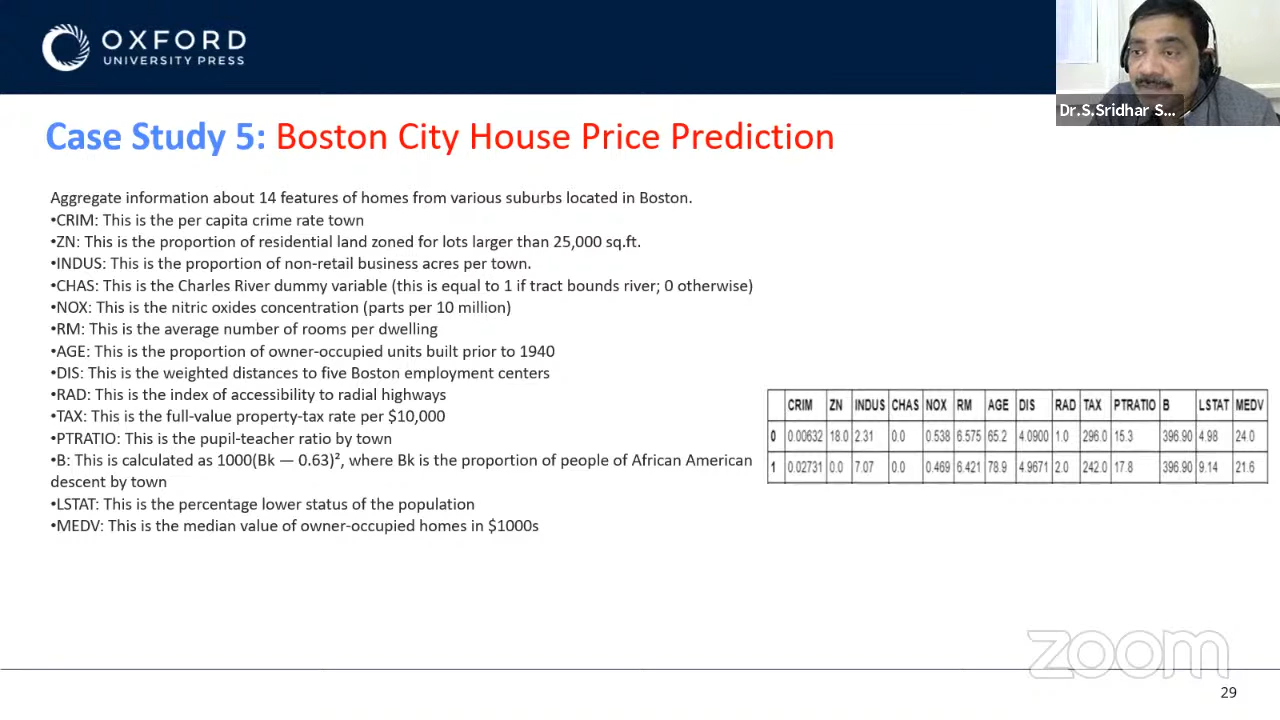 OXFORD
UNIVERSITY PRESS
Dr.S.Sridhar S...
Case Study 5: Boston City House Price Prediction
Aggregate information about 14 features of homes from various suburbs located in Boston.
•CRIM: This is the per capita crime rate town
•ZN: This is the proportion of residential land zoned for lots larger than 25,000 sq.ft.
•INDUS: This is the proportion of non-retail business acres per town.
•CHAS: This is the Charles River dummy variable (this is equal to 1 if tract bounds river; 0 otherwise)
•NOX: This is the nitric oxides concentration (parts per 10 million)
•RM: This is the average number of rooms per dwelling
•AGE: This is the proportion of owner-occupied units built prior to 1940
•DIS: This is the weighted distances to five Boston employment centers
•RAD: This is the index of accessibility to radial highways
•TAX: This is the full-value property-tax rate per $10,000
•PTRATIO: This is the pupil-teacher ratio by town
•B: This is calculated as 1000(Bk — 0.63)², where Bk is the proportion of people of African American
descent by town
•LSTAT: This is the percentage lower status of the population
•MEDV: This is the median value of owner-occupied homes in $1000s
CRIM ZN INDUS CHAS NOX RM AGE DIS RAD TAX PTRATIO B LSTAT MEDV
0 0.00632 18.0 2.31 0.0 0.538 6.575 65.2 4.0900 1.0 296.0 15.3 396.90 4.98 24.0
1 0.02731 0.0 7.07 0.0 0.469 6.421 78.9 4.9671 2.0 242.0 17.8 396.90 9.14 21.6
zoom
29